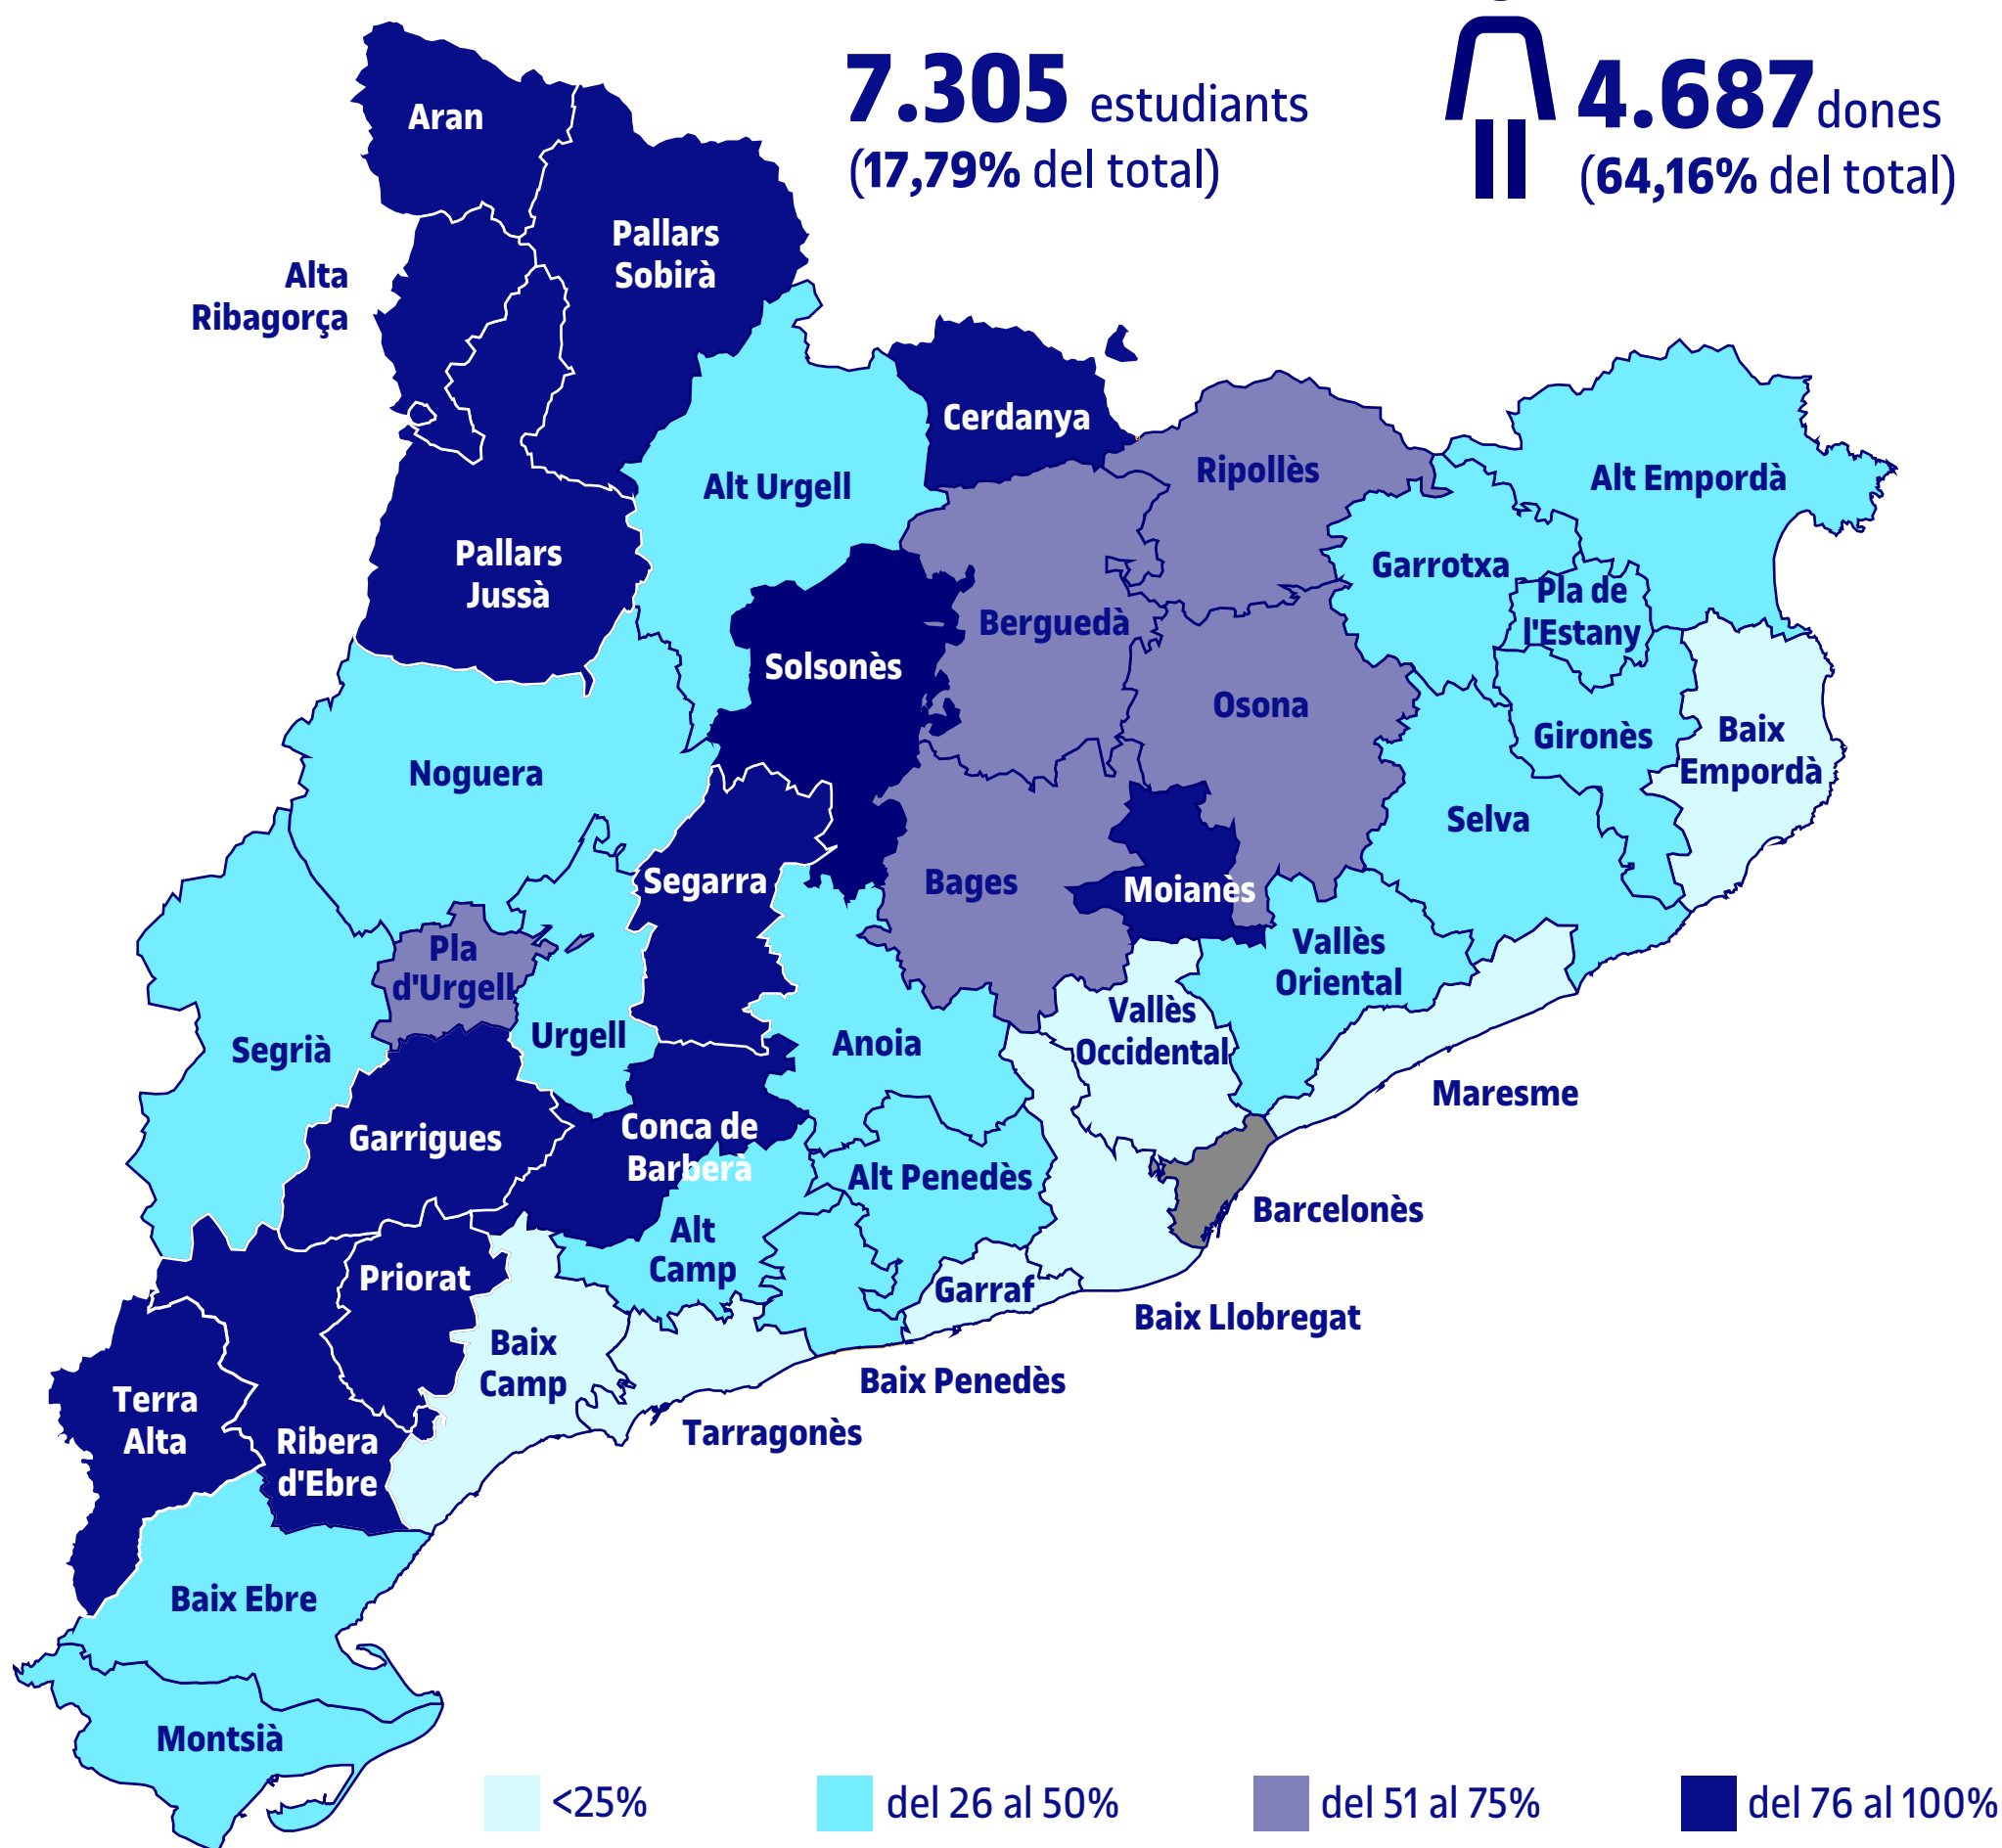 7.305 estudiants
(17,79% del total)
4.687 dones
(64,16% del total)
Aran
Pallars
Sobirà
Alta
Ribagorça
Cerdanya
Ripollès
Alt Empordà
Alt Urgell
Pallars
Jussà
Garrotxa
Pla de
l'Estany
Berguedà
Solsonès
Osona
Gironès
Baix
Empordà
Noguera
Selva
Segarra
Bages
Moianès
Vallès
Oriental
Pla
d'Urgell
Vallès
Occidental
Urgell
Anoia
Segrià
Maresme
Garrigues
Conca de
Barberà
Alt Penedès
Barcelonès
Alt
Camp
Priorat
Garraf
Baix Llobregat
Baix
Camp
Baix Penedès
Terra
Alta
Tarragonès
Ribera
d'Ebre
Baix Ebre
Montsià
<25%
del 26 al 50%
del 51 al 75%
del 76 al 100%